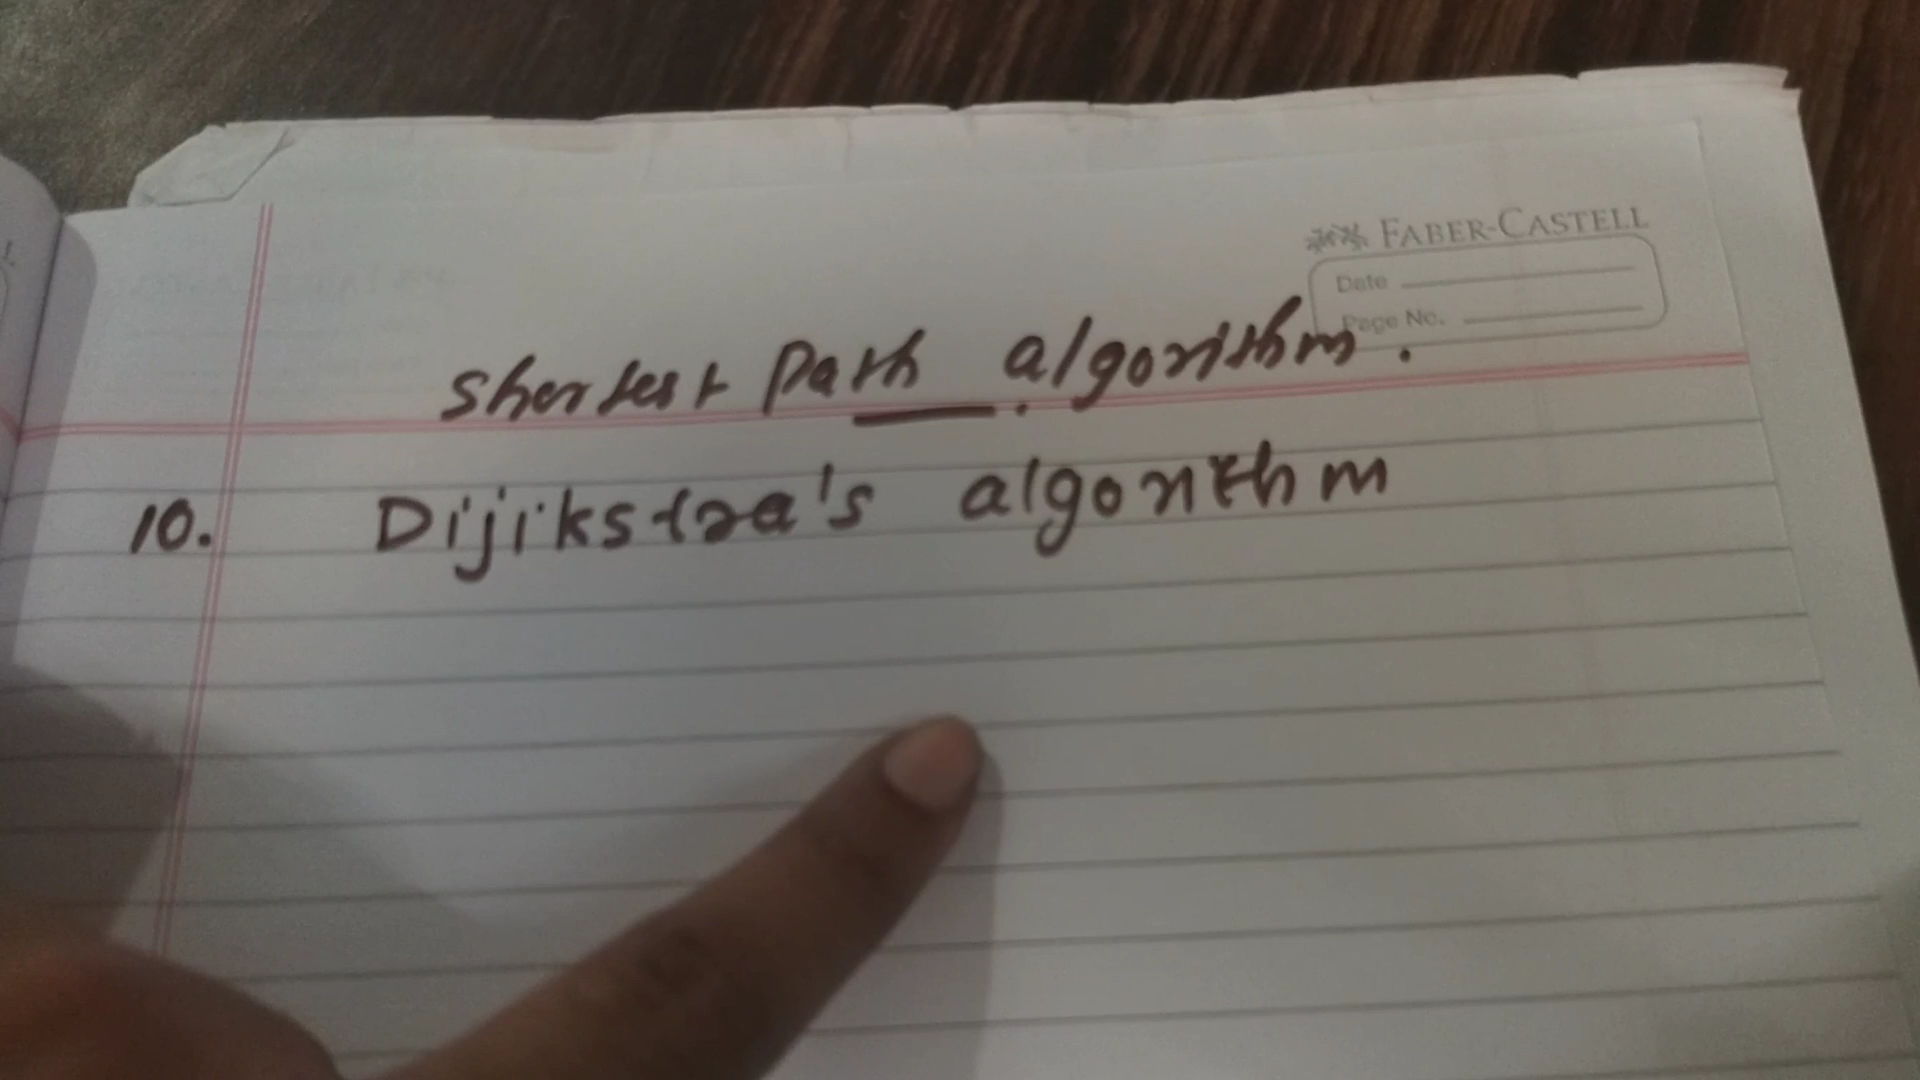 FABER-CASTELL
Date
Page No.
Shortest Path algorithm.
10. Dijikstra's algorithm